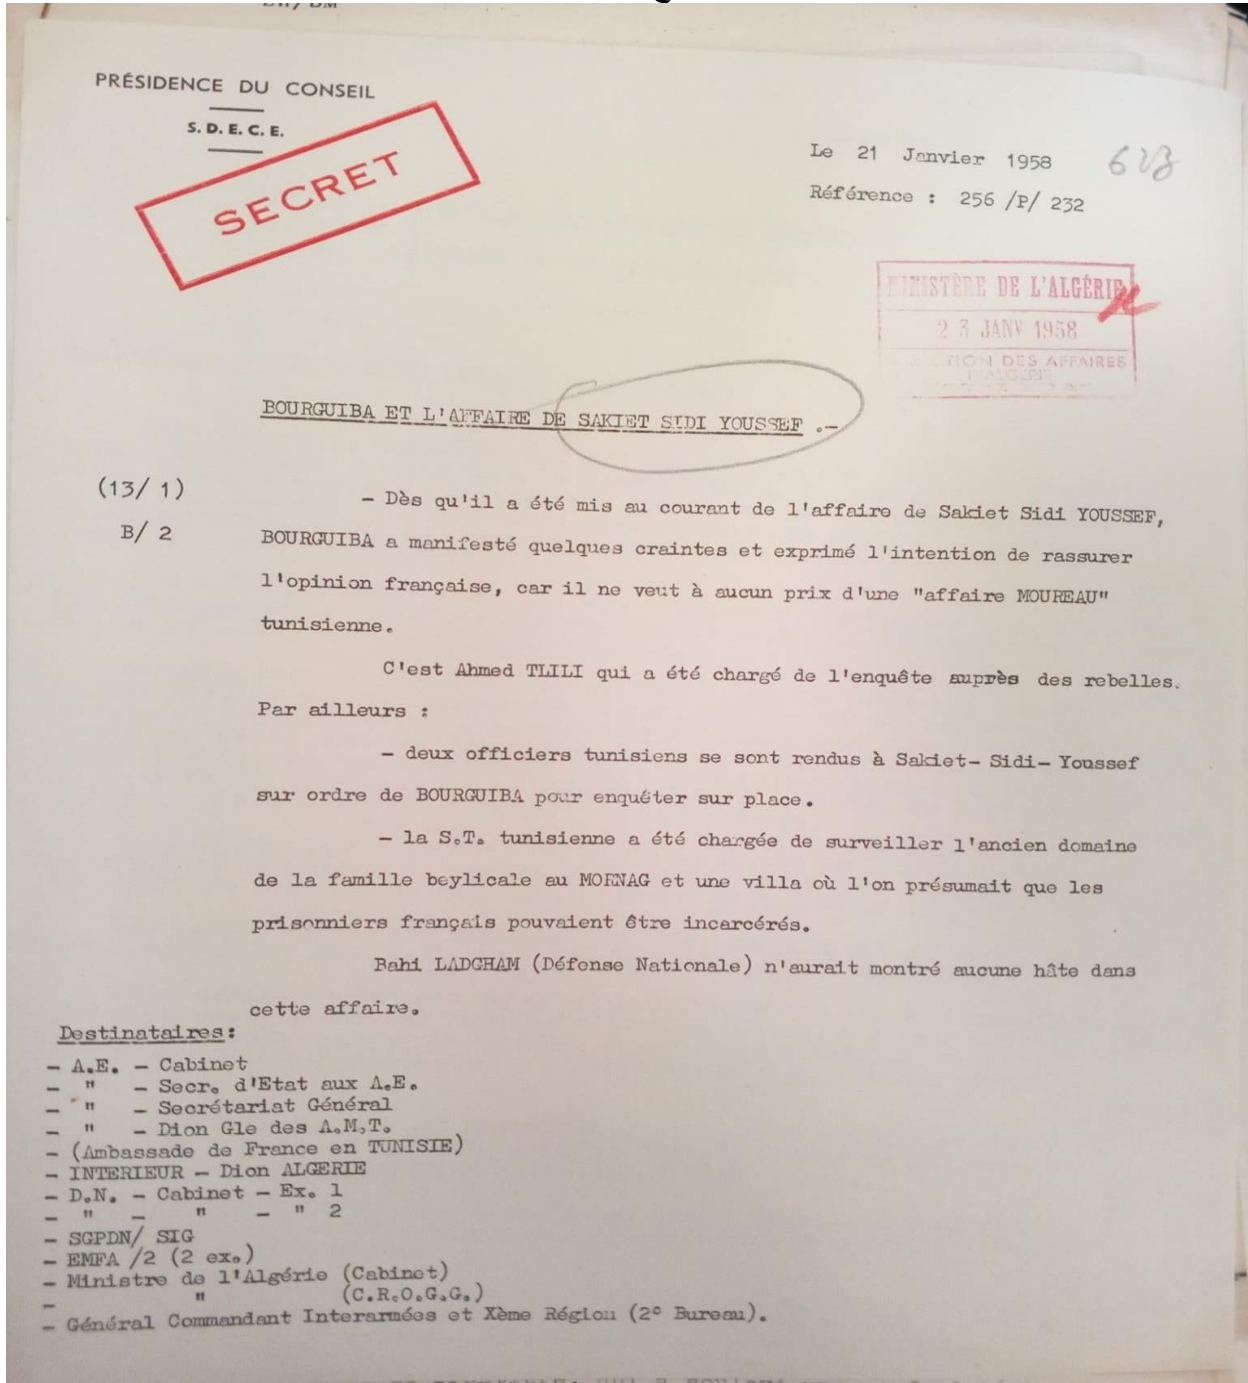 PRÉSIDENCE DU CONSEIL
S. D. E. C. E.
SECRET
Le 21 Janvier 1958
623
Référence : 256 /P/ 232
MINISTÈRE DE L'ALGÉRIE
23 JANV 1958
DES AFFAIRES
BOURGUIBA ET L'AFFAIRE DE SAKIET SIDI YOUSSEF .-
(13/ 1)
B/ 2
- Dès qu'il a été mis au courant de l'affaire de Sakiet Sidi YOUSSEF,
BOURGUIBA a manifesté quelques craintes et exprimé l'intention de rassurer
l'opinion française, car il ne veut à aucun prix d'une "affaire MOUREAU"
tunisienne.
C'est Ahmed TLILI qui a été chargé de l'enquête auprès des rebelles.
Par ailleurs :
- deux officiers tunisiens se sont rendus à Sakiet- Sidi- Youssef
sur ordre de BOURGUIBA pour enquêter sur place.
- la S.T. tunisienne a été chargée de surveiller l'ancien domaine
de la famille beylicale au MORNAG et une villa où l'on présumait que les
prisonniers français pouvaient être incarcérés.
Bahi LADGHAM (Défense Nationale) n'aurait montré aucune hâte dans
cette affaire.
Destinataires:
- A.E. - Cabinet
- " - Secr. d'Etat aux A.E.
- " - Secrétariat Général
- " - Dion Gle des A.M.T.
- (Ambassade de France en TUNISIE)
- INTERIEUR - Dion ALGERIE
- D.N. - Cabinet - Ex. 1
- " - " - " 2
- SGPDN/ SIG
- EMFA /2 (2 ex.)
- Ministre de l'Algérie (Cabinet)
- " (C.R.O.G.G.)
- Général Commandant Interarmées et Xème Région (2° Bureau).